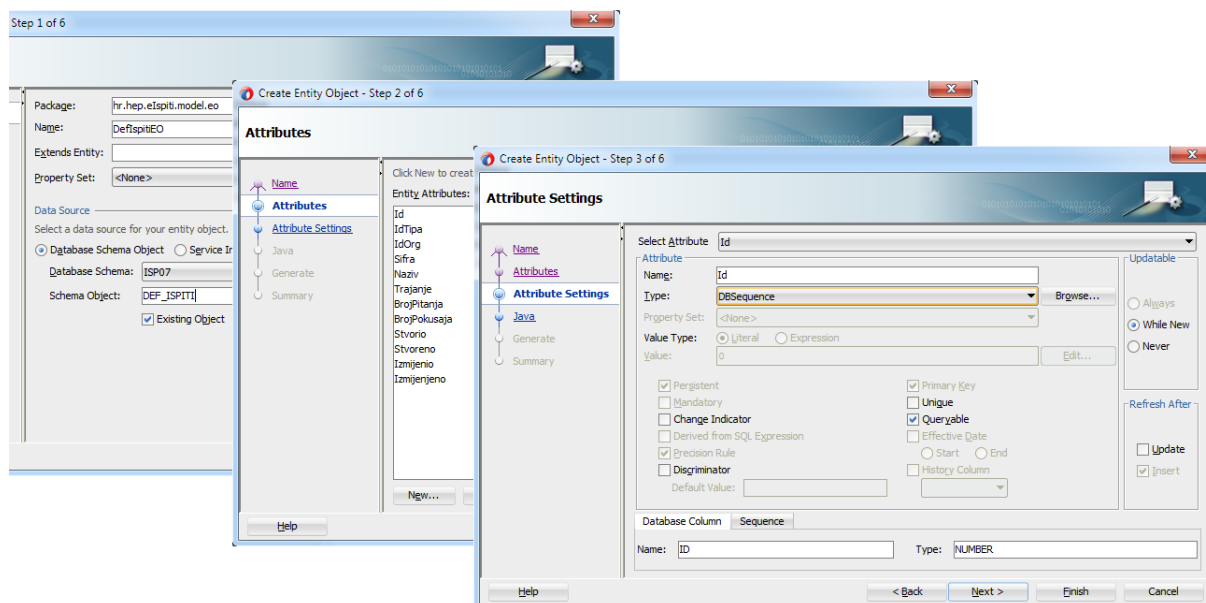 Step 1 of 6
Package: hr.hep.eIspiti.model.eo
Name: DefIspitiEO
Extends Entity:
Property Set: <None>
Data Source
Select a data source for your entity object.
Database Schema Object Service In
Database Schema: ISP07
Schema Object: DEF_ISPITI
Existing Object
Create Entity Object - Step 2 of 6
Attributes
Name
Attributes
Attribute Settings
Java
Generate
Summary
Click New to creat
Entity Attributes:
Id
IdTipa
IdOrg
Sifra
Naziv
Trajanje
BrojPitanja
BrojPokusaja
Stvorio
Stvoreno
Izmijenio
Izmijenjeno
New...
Help
Create Entity Object - Step 3 of 6
Attribute Settings
Name
Attributes
Attribute Settings
Java
Generate
Summary
Select Attribute Id
Attribute
Name: Id
Type: DBSequence Browse...
Property Set: <None>
Value Type: Literal Expression
Value: 0 Edit...
Persistent Primary Key
Mandatory Unique
Change Indicator Queryable
Derived from SQL Expression Effective Date
Precision Rule Start End
Discriminator History Column
Default Value:
Updatable
Always
While New
Never
Refresh After
Update
Insert
Database Column Sequence
Name: ID Type: NUMBER
Help < Back Next > Finish Cancel